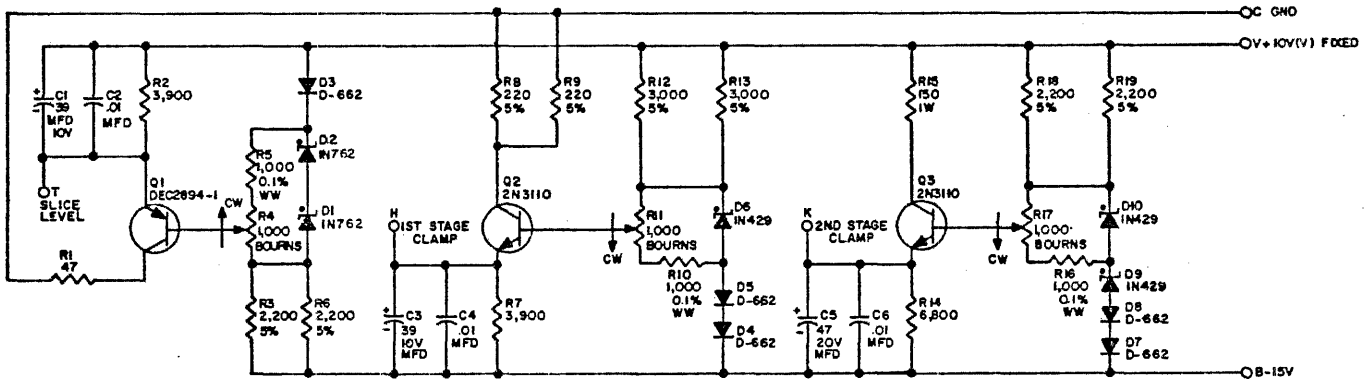 C GND
V+10V(V) FIXED
C1
39
MFD
10V
C2
.01
MFD
R2
3,900
D3
D-662
R8
220
5%
R9
220
5%
R12
3,000
5%
R13
3,000
5%
R15
150
1W
R18
2,200
5%
R19
2,200
5%
D2
IN762
R5
1,000
0.1%
WW
T
SLICE
LEVEL
Q1
DEC2894-1
CW
R4
1,000
BOURNS
D1
IN762
H
1ST STAGE
CLAMP
Q2
2N3110
R11
1,000
BOURNS
CW
D6
IN429
K
2ND STAGE
CLAMP
Q3
2N3110
R17
1,000
BOURNS
CW
D10
IN429
R1
47
R10
1,000
0.1%
WW
R16
1,000
0.1%
WW
D9
IN429
R3
2,200
5%
R6
2,200
5%
C3
39
10V
MFD
C4
.01
MFD
R7
3,900
D5
D-662
D4
D-662
C5
47
20V
MFD
C6
.01
MFD
R14
6,800
D8
D-662
D7
D-662
B-15V